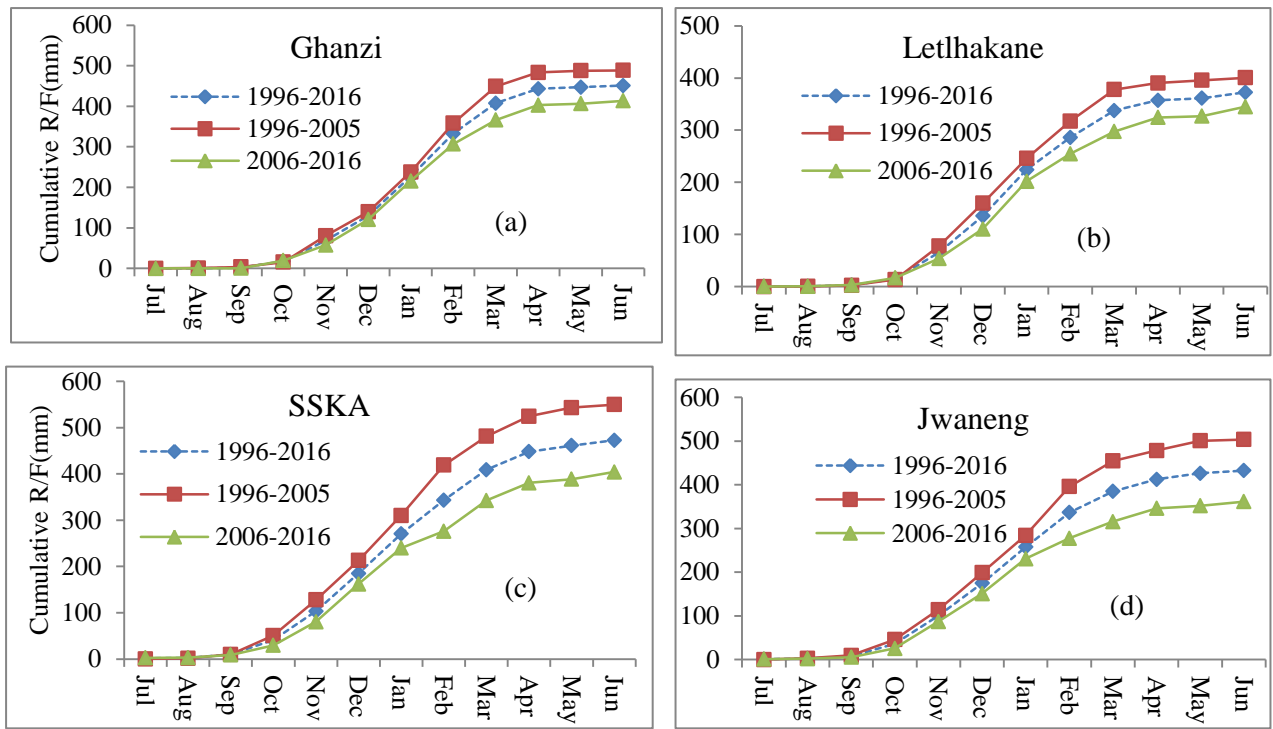 Ghanzi
Cumulative R/F(mm)
600
500
400
300
200
100
0
1996-2016
1996-2005
2006-2016
(a)
Jul Aug Sep Oct Nov Dec Jan Feb Mar Apr May Jun
Letlhakane
500
400
300
200
100
0
1996-2016
1996-2005
2006-2016
(b)
Jul Aug Sep Oct Nov Dec Jan Feb Mar Apr May Jun
SSKA
Cumulative R/F(mm)
600
500
400
300
200
100
0
1996-2016
1996-2005
2006-2016
(c)
Jul Aug Sep Oct Nov Dec Jan Feb Mar Apr May Jun
Jwaneng
600
500
400
300
200
100
0
1996-2016
1996-2005
2006-2016
(d)
Jul Aug Sep Oct Nov Dec Jan Feb Mar Apr May Jun